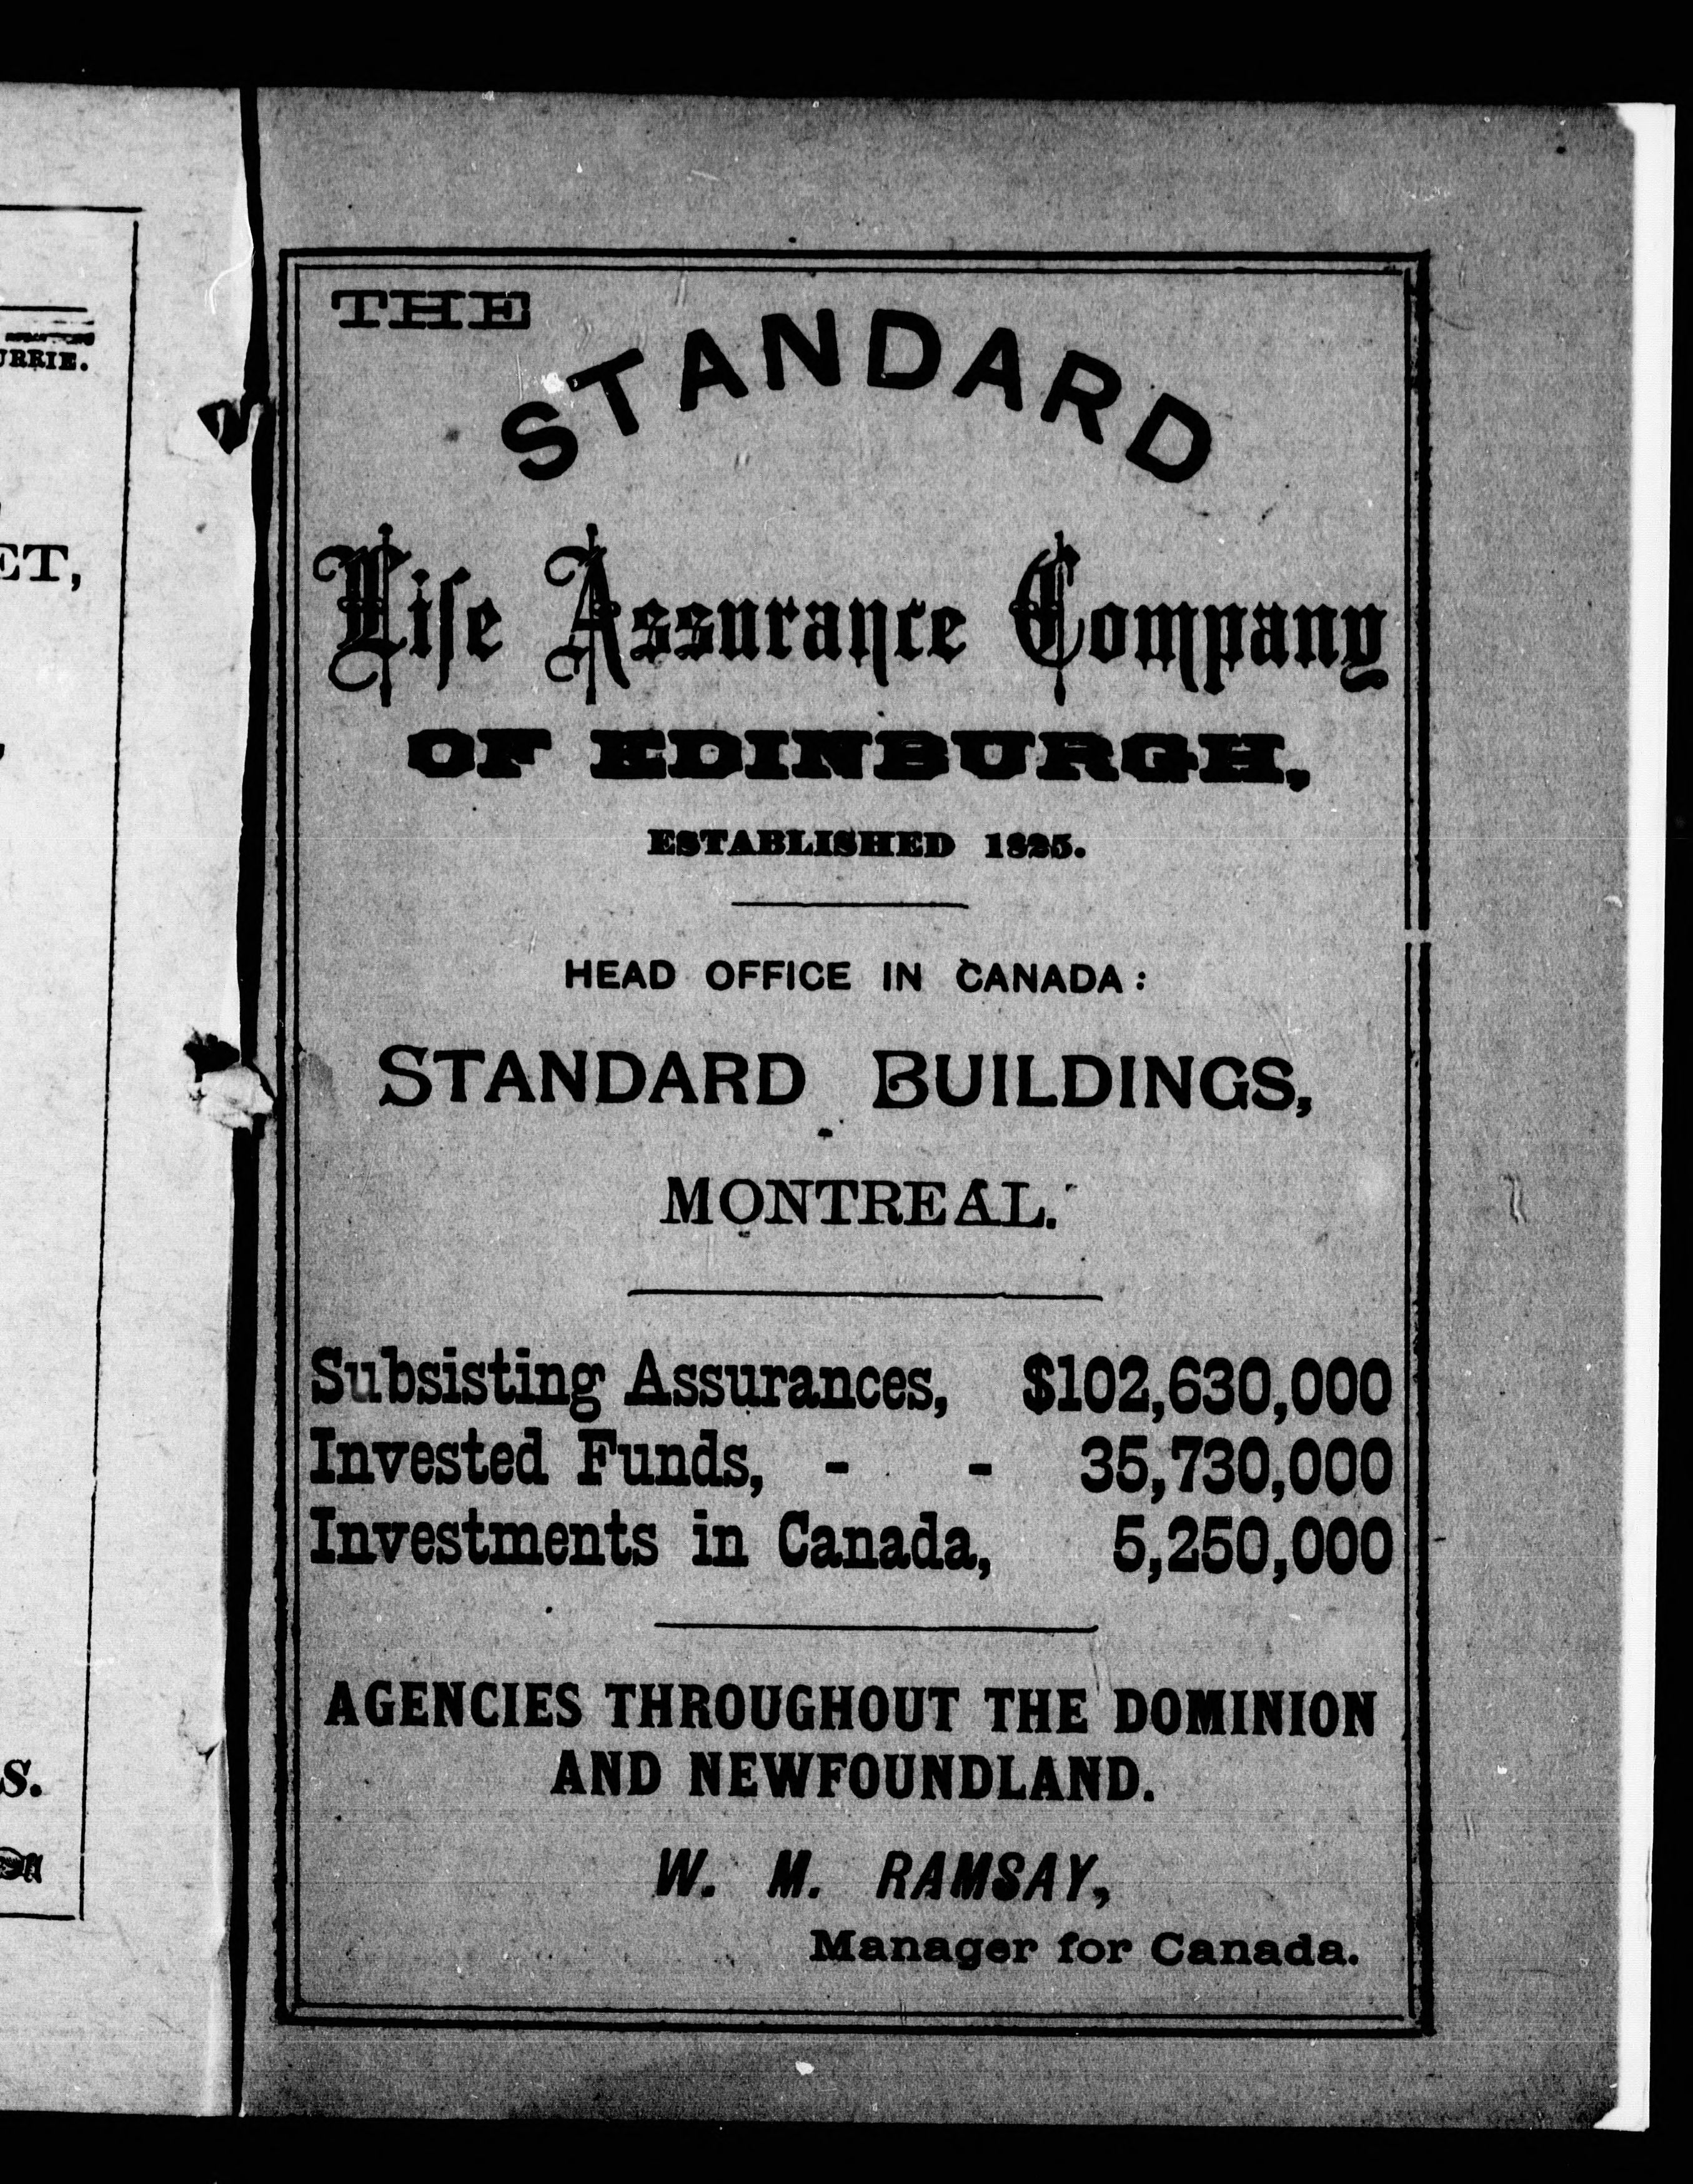 URRIE.
ET,
S.
THE
STANDARD
Life Assurance Company
OF EDINBURGH,
ESTABLISHED 1825.
HEAD OFFICE IN CANADA:
STANDARD BUILDINGS,
MONTREAL.
Subsisting Assurances, $102,630,000
Invested Funds, - - 35,730,000
Investments in Canada, 5,250,000
AGENCIES THROUGHOUT THE DOMINION
AND NEWFOUNDLAND.
W. M. RAMSAY,
Manager for Canada.